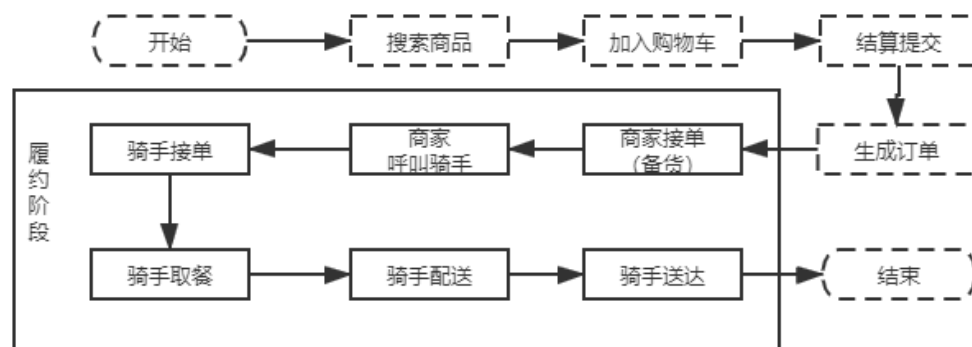 开始
搜索商品
加入购物车
结算提交
履
约
阶
段
骑手接单
商家
呼叫骑手
商家接单
（备货）
生成订单
骑手取餐
骑手配送
骑手送达
结束